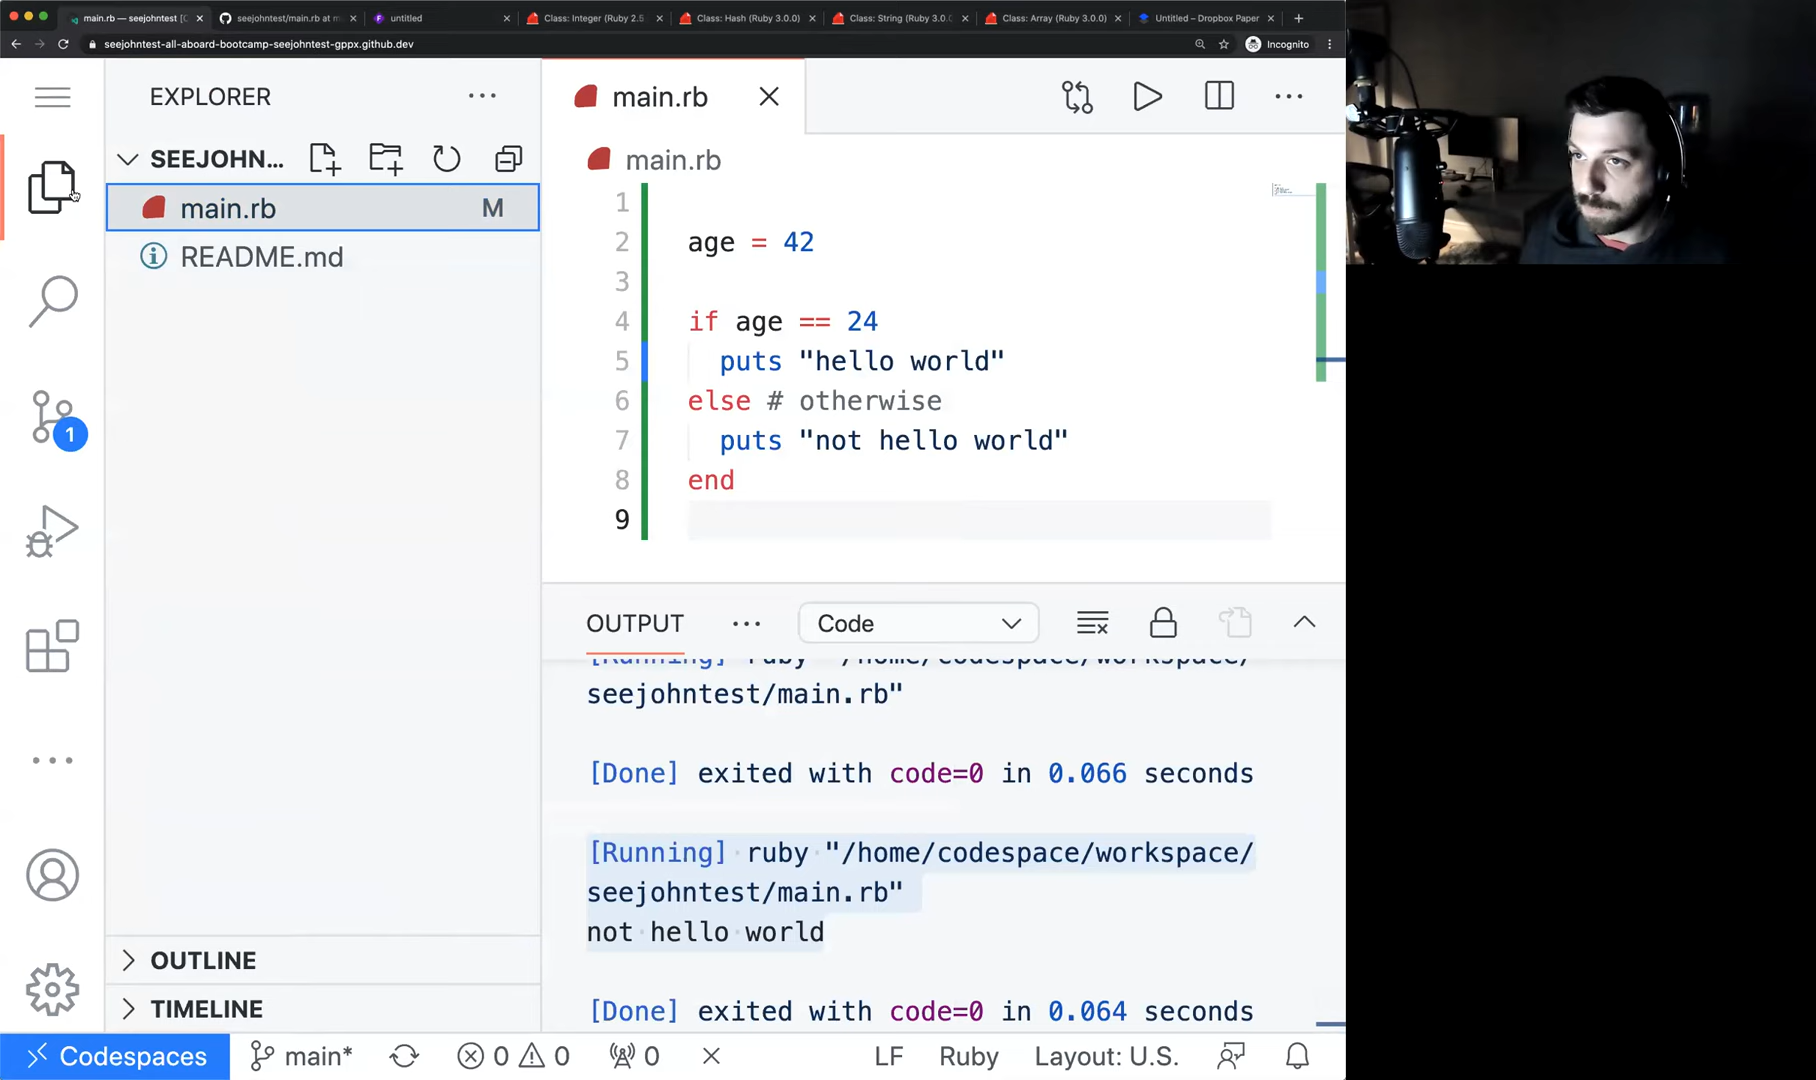 main.rb — seejohntest [C
seejohntest/main.rb at m
untitled
Class: Integer (Ruby 2.5
Class: Hash (Ruby 3.0.0)
Class: String (Ruby 3.0.
Class: Array (Ruby 3.0.0)
Untitled – Dropbox Paper
seejohntest-all-aboard-bootcamp-seejohntest-gppx.github.dev
Incognito
EXPLORER
SEEJOHN...
main.rb M
README.md
OUTLINE
TIMELINE
1
main.rb
main.rb
1
2 age = 42
3
4 if age == 24
5 puts "hello world"
6 else # otherwise
7 puts "not hello world"
8 end
9
OUTPUT
Code
[Running] ruby "/home/codespace/workspace/
seejohntest/main.rb"
[Done] exited with code=0 in 0.066 seconds
[Running] ruby "/home/codespace/workspace/
seejohntest/main.rb"
not hello world
[Done] exited with code=0 in 0.064 seconds
Codespaces main* 0 0 0 LF Ruby Layout: U.S.